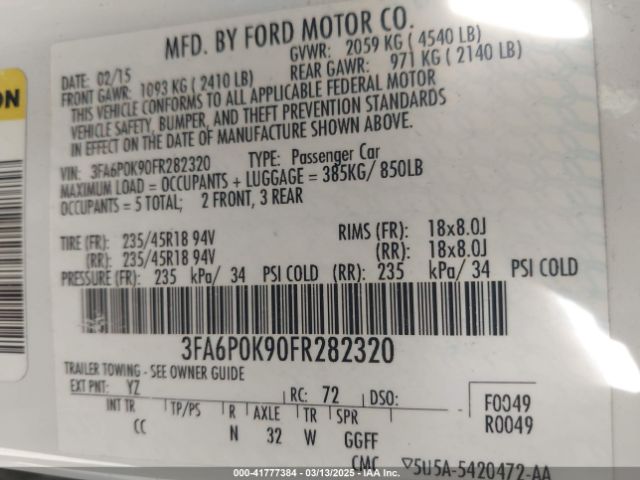 ON
MFD. BY FORD MOTOR CO.
DATE: 02/15 GVWR: 2059 KG ( 4540 LB)
FRONT GAWR: 1093 KG ( 2410 LB) REAR GAWR: 971 KG ( 2140 LB)
THIS VEHICLE CONFORMS TO ALL APPLICABLE FEDERAL MOTOR
VEHICLE SAFETY, BUMPER, AND THEFT PREVENTION STANDARDS
IN EFFECT ON THE DATE OF MANUFACTURE SHOWN ABOVE.
VIN: 3FA6P0K90FR282320 TYPE: Passenger Car
MAXIMUM LOAD = OCCUPANTS + LUGGAGE = 385KG/ 850LB
OCCUPANTS = 5 TOTAL; 2 FRONT, 3 REAR
TIRE (FR): 235/45R18 94V RIMS (FR): 18x8.0J
(RR): 235/45R18 94V (RR): 18x8.0J
PRESSURE (FR): 235 kPa/ 34 PSI COLD (RR): 235 kPa/ 34 PSI COLD
3FA6P0K90FR282320
TRAILER TOWING - SEE OWNER GUIDE
EXT PNT: YZ RC: 72 DSO: F0049
INT TR TP/PS R AXLE TR SPR R0049
CC N 32 W GGFF
CMC ▽5U5A-5420472-AA
000-41777384 | 03/13/2025 - Copyright IAA, Inc.